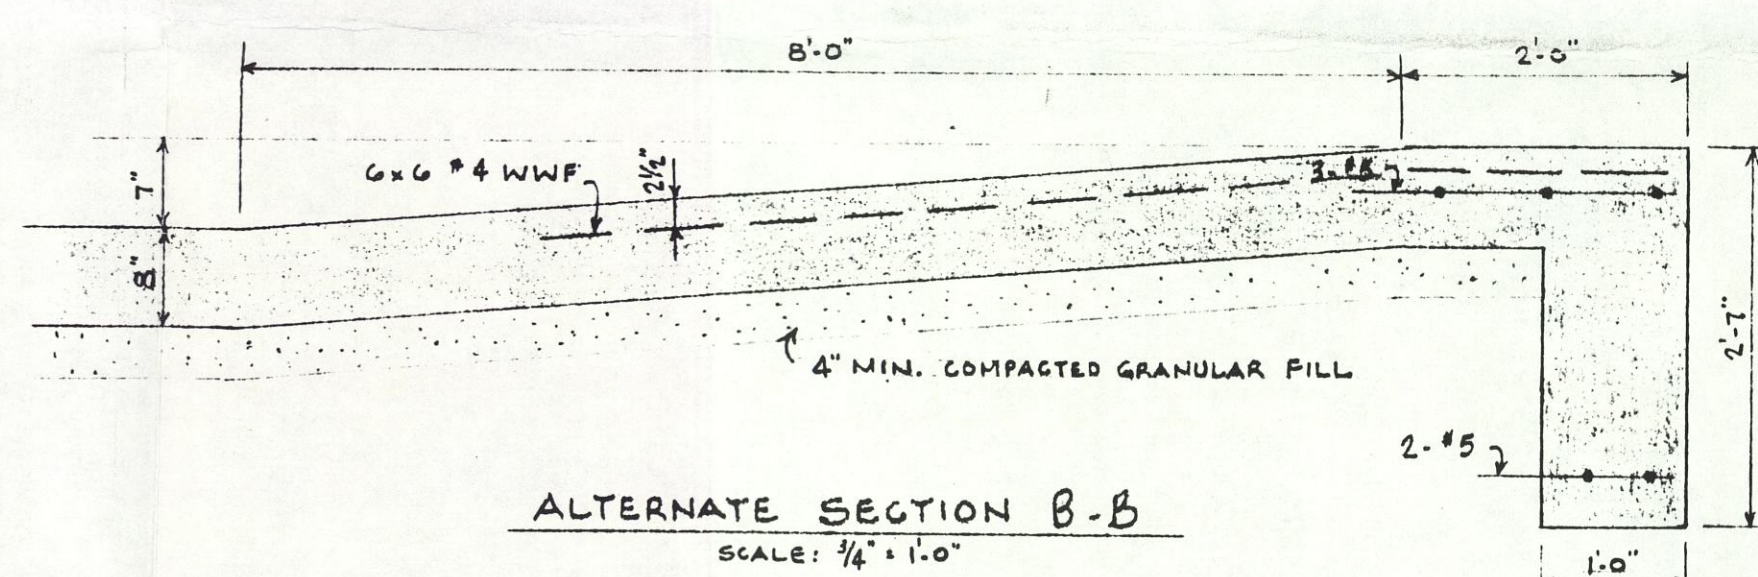 8'-0"
2'-0"
7"
6x6 #4 WWF
2½"
8"
4" MIN. COMPACTED GRANULAR FILL
2'-7"
2-#5
ALTERNATE SECTION B-B
SCALE: 3/4" = 1'-0"
1'-0"